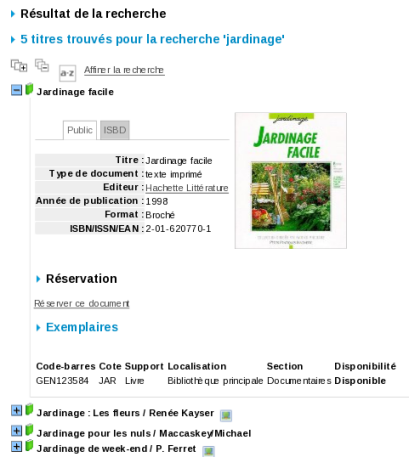 Résultat de la recherche
5 titres trouvés pour la recherche 'jardinage'
a-z Affiner la recherche
Jardinage facile
Public ISBD
jardinage
JARDINAGE
FACILE
Titre : Jardinage facile
Type de document : texte imprimé
Editeur : Hachette Littérature
Année de publication : 1998
Format : Broché
ISBN/ISSN/EAN : 2-01-620770-1
Réservation
Réserver ce document
Exemplaires
Code-barres Cote Support Localisation Section Disponibilité
GEN123584 JAR Livre Bibliothèque principale Documentaires Disponible
Jardinage : Les fleurs / Renée Kayser
Jardinage pour les nuls / Maccaskey/Michael
Jardinage de week-end / P. Ferret